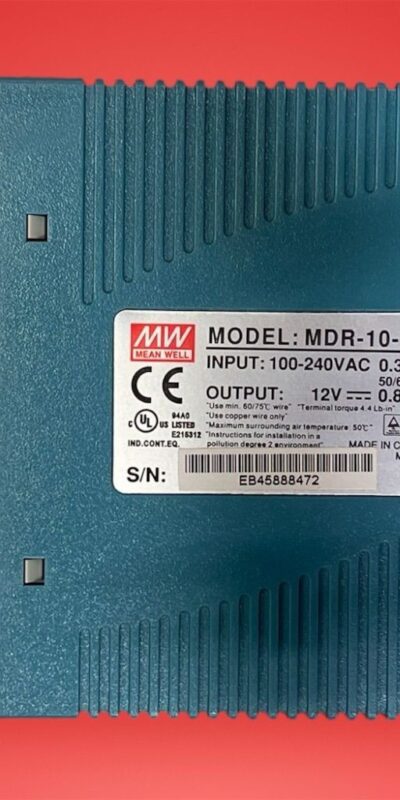 MW
MEAN WELL
MODEL: MDR-10-
INPUT: 100-240VAC 0.3
50/6
OUTPUT: 12V 0.8
"Use min. 60/75℃ wire" "Terminal torque 4.4 Lb-in"
"Use copper wire only"
"Maximum surrounding air temperature: 50℃"
"Instructions for installation in a
pollution degree 2 environment"
CE
C UL US LISTED
94A0
E215312
IND.CONT.EQ.
MADE IN C
M
S/N:
EB45888472